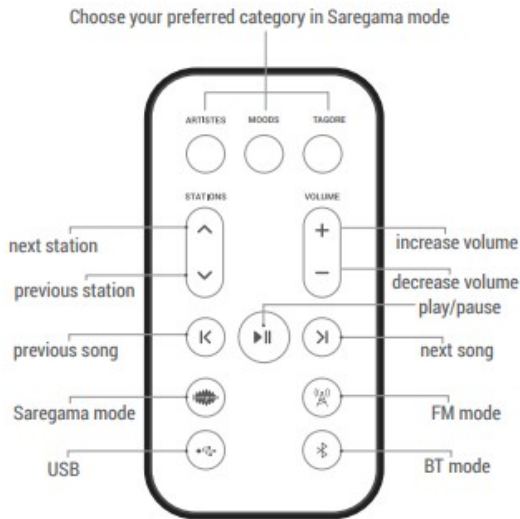 Choose your preferred category in Saregama mode
ARTISTES MOODS TAGORE
STATIONS VOLUME
next station
increase volume
previous station
decrease volume
play/pause
previous song
next song
Saregama mode
FM mode
USB
BT mode